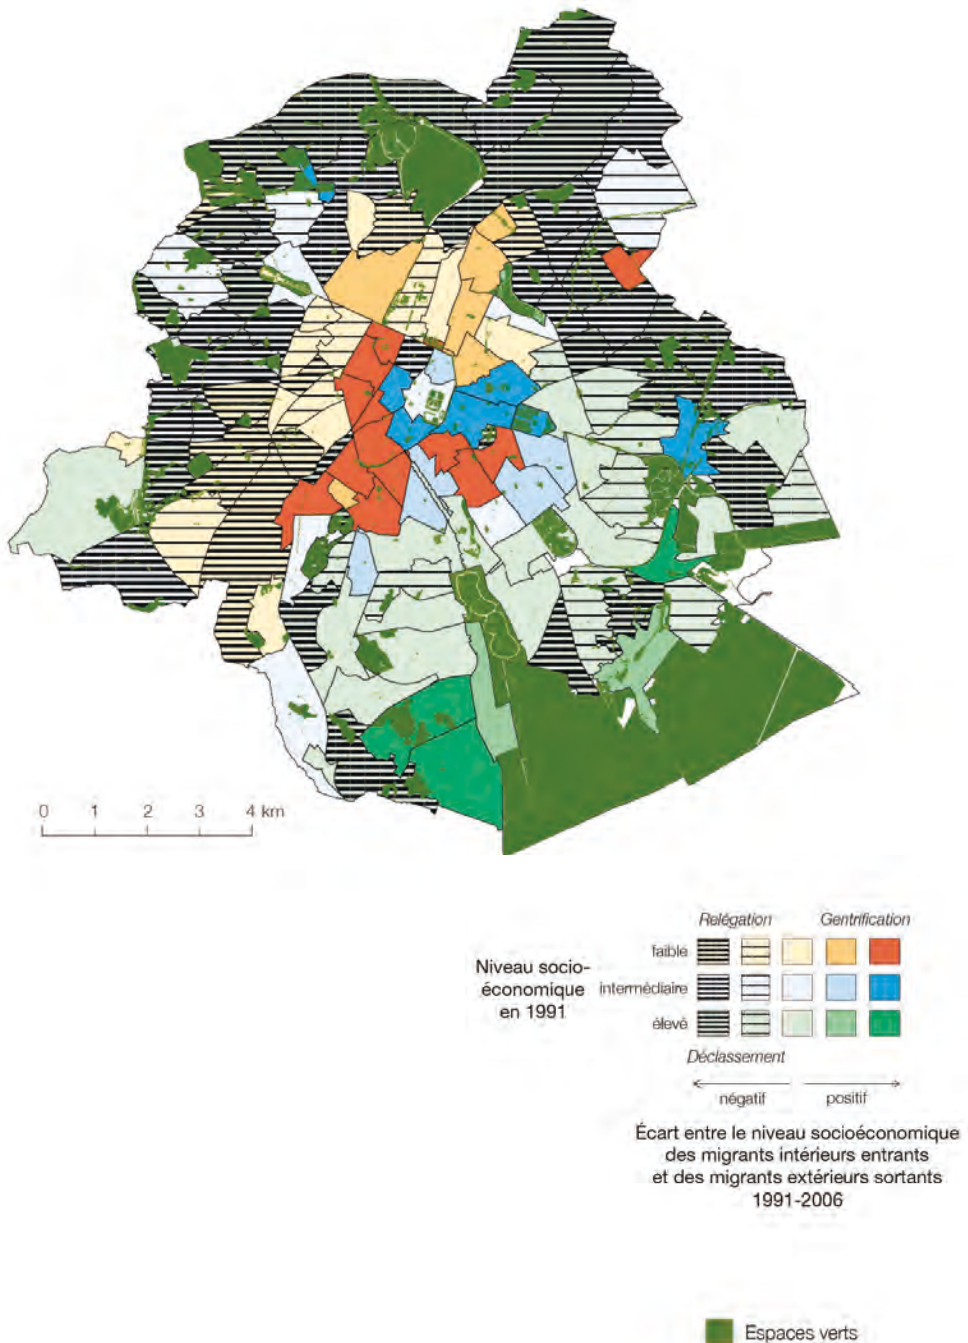 0 1 2 3 4 km
Relégation Gentrification
faible
Niveau socio-
économique
en 1991
intermédiaire
élevé
Déclassement
négatif positif
Écart entre le niveau socioéconomique
des migrants intérieurs entrants
et des migrants extérieurs sortants
1991-2006
Espaces verts